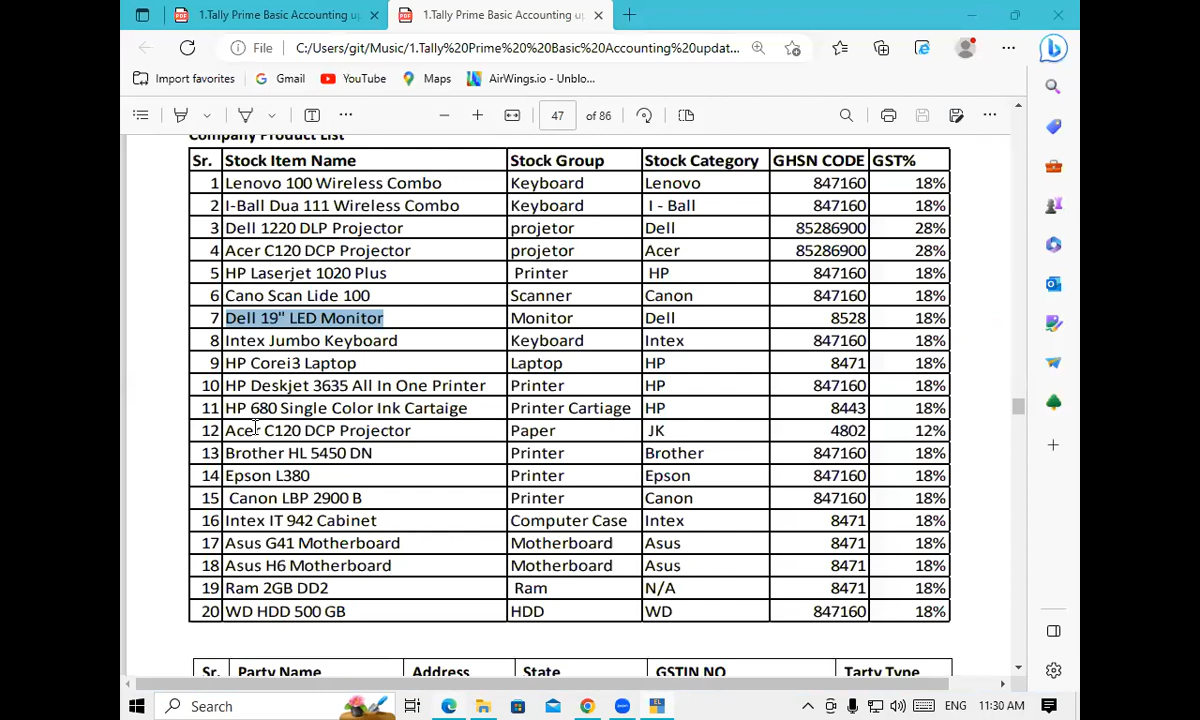 1.Tally Prime Basic Accounting up
1.Tally Prime Basic Accounting up
File C:/Users/git/Music/1.Tally%20Prime%20%20Basic%20Accounting%20updat...
Import favorites Gmail YouTube Maps AirWings.io - Unblo...
47 of 86
Company Product List
Sr. Stock Item Name Stock Group Stock Category GHSN CODE GST%
1 Lenovo 100 Wireless Combo Keyboard Lenovo 847160 18%
2 I-Ball Dua 111 Wireless Combo Keyboard I - Ball 847160 18%
3 Dell 1220 DLP Projector projetor Dell 85286900 28%
4 Acer C120 DCP Projector projetor Acer 85286900 28%
5 HP Laserjet 1020 Plus Printer HP 847160 18%
6 Cano Scan Lide 100 Scanner Canon 847160 18%
7 Dell 19" LED Monitor Monitor Dell 8528 18%
8 Intex Jumbo Keyboard Keyboard Intex 847160 18%
9 HP Corei3 Laptop Laptop HP 8471 18%
10 HP Deskjet 3635 All In One Printer Printer HP 847160 18%
11 HP 680 Single Color Ink Cartaige Printer Cartiage HP 8443 18%
12 Acer C120 DCP Projector Paper JK 4802 12%
13 Brother HL 5450 DN Printer Brother 847160 18%
14 Epson L380 Printer Epson 847160 18%
15 Canon LBP 2900 B Printer Canon 847160 18%
16 Intex IT 942 Cabinet Computer Case Intex 8471 18%
17 Asus G41 Motherboard Motherboard Asus 8471 18%
18 Asus H6 Motherboard Motherboard Asus 8471 18%
19 Ram 2GB DD2 Ram N/A 8471 18%
20 WD HDD 500 GB HDD WD 847160 18%
Sr. Party Name Address State GSTIN NO Tarty Type
Search ENG 11:30 AM